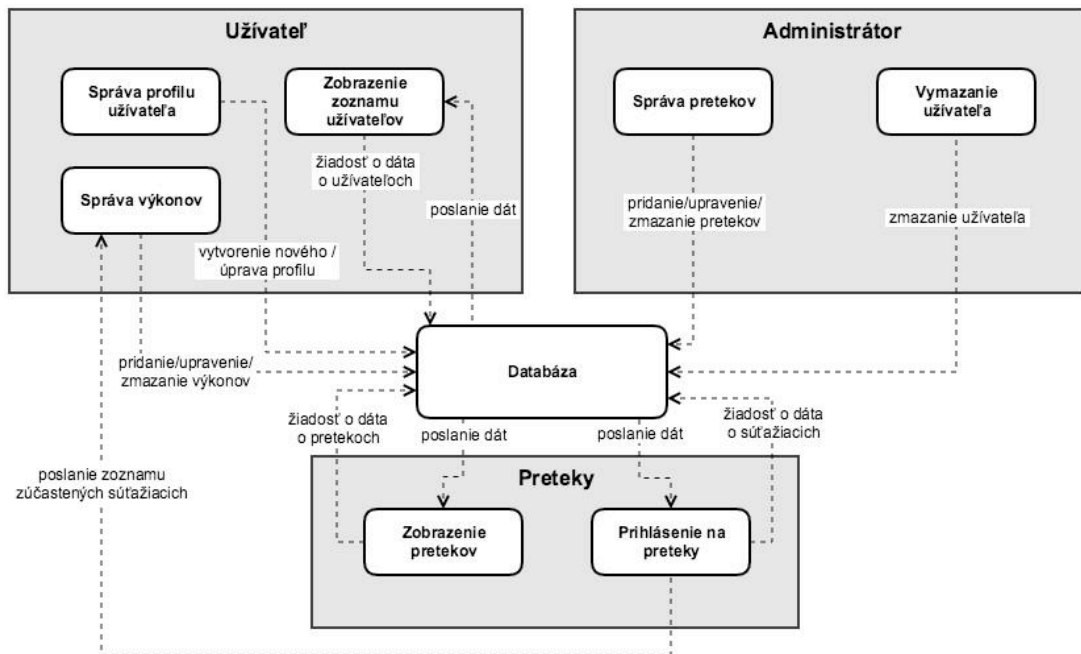 Užívateľ
Správa profilu
užívateľa
Zobrazenie
zoznamu
užívateľov
žiadosť o dáta
o užívateľoch
Správa výkonov
poslanie dát
vytvorenie nového /
úprava profilu
Administrátor
Správa pretekov
Vymazanie
užívateľa
pridanie/upravenie/
zmazanie pretekov
zmazanie užívateľa
pridanie/upravenie/
zmazanie výkonov
Databáza
žiadosť o dáta
o pretekoch
poslanie dát
poslanie dát
žiadosť o dáta
o súťažiacich
poslanie zoznamu
zúčastených súťažiacich
Preteky
Zobrazenie
pretekov
Prihlásenie na
preteky